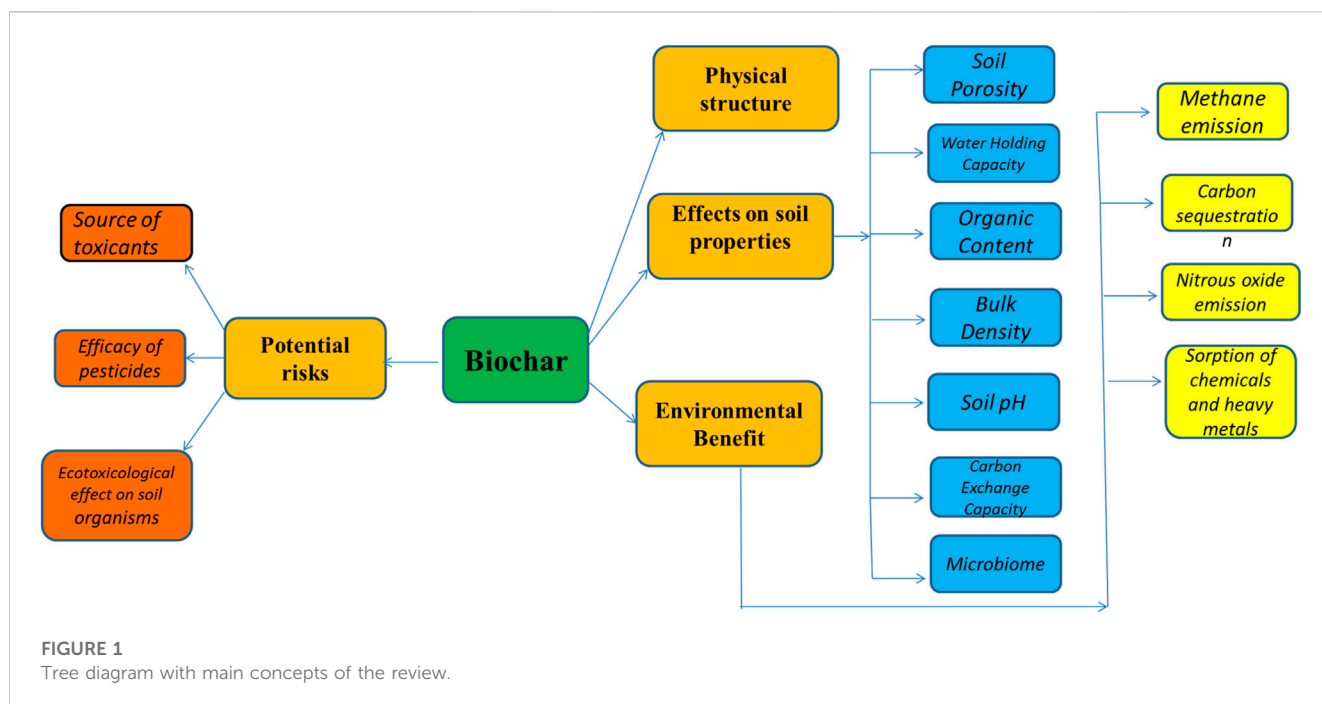 Physical
structure
Soil
Porosity
Methane
emission
Water Holding
Capacity
Carbon
sequestratio
n
Source of
toxicants
Effects on soil
properties
Organic
Content
Nitrous oxide
emission
Bulk
Density
Efficacy of
pesticides
Potential
risks
Biochar
Sorption of
chemicals
and heavy
metals
Environmental
Benefit
Soil pH
Ecotoxicological
effect on soil
organisms
Carbon
Exchange
Capacity
Microbiome
FIGURE 1
Tree diagram with main concepts of the review.